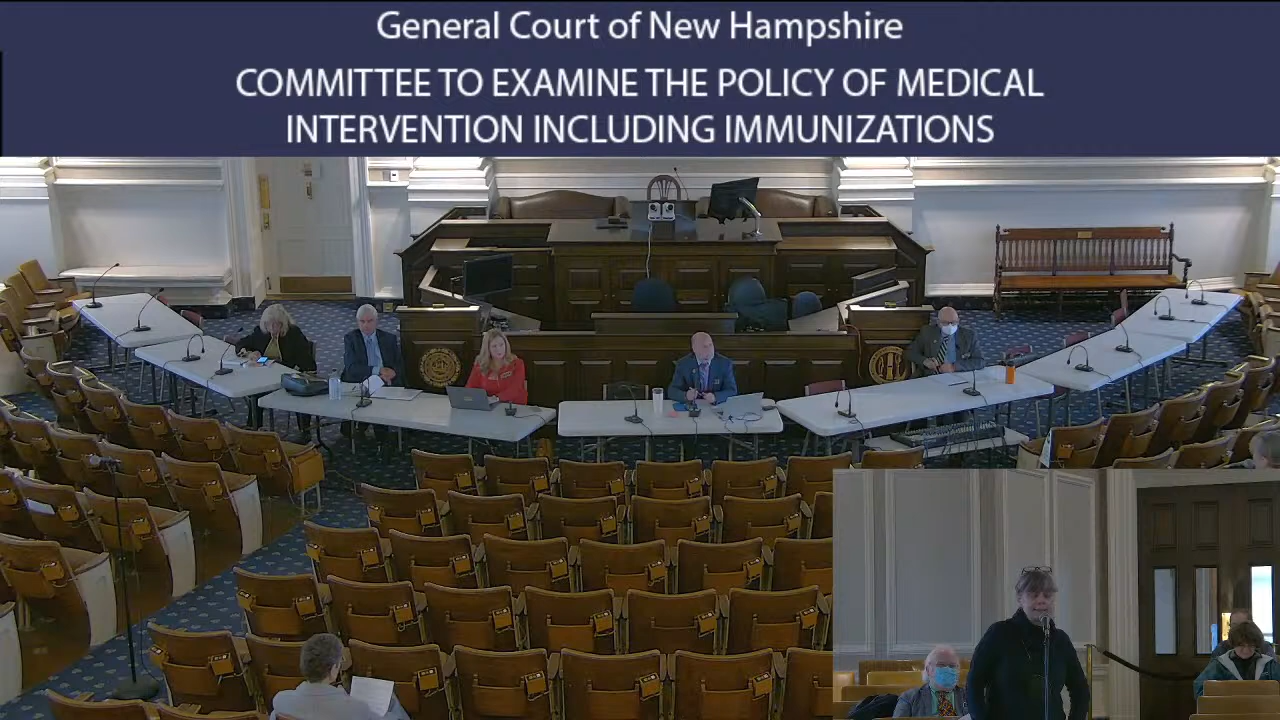 General Court of New Hampshire
COMMITTEE TO EXAMINE THE POLICY OF MEDICAL
INTERVENTION INCLUDING IMMUNIZATIONS